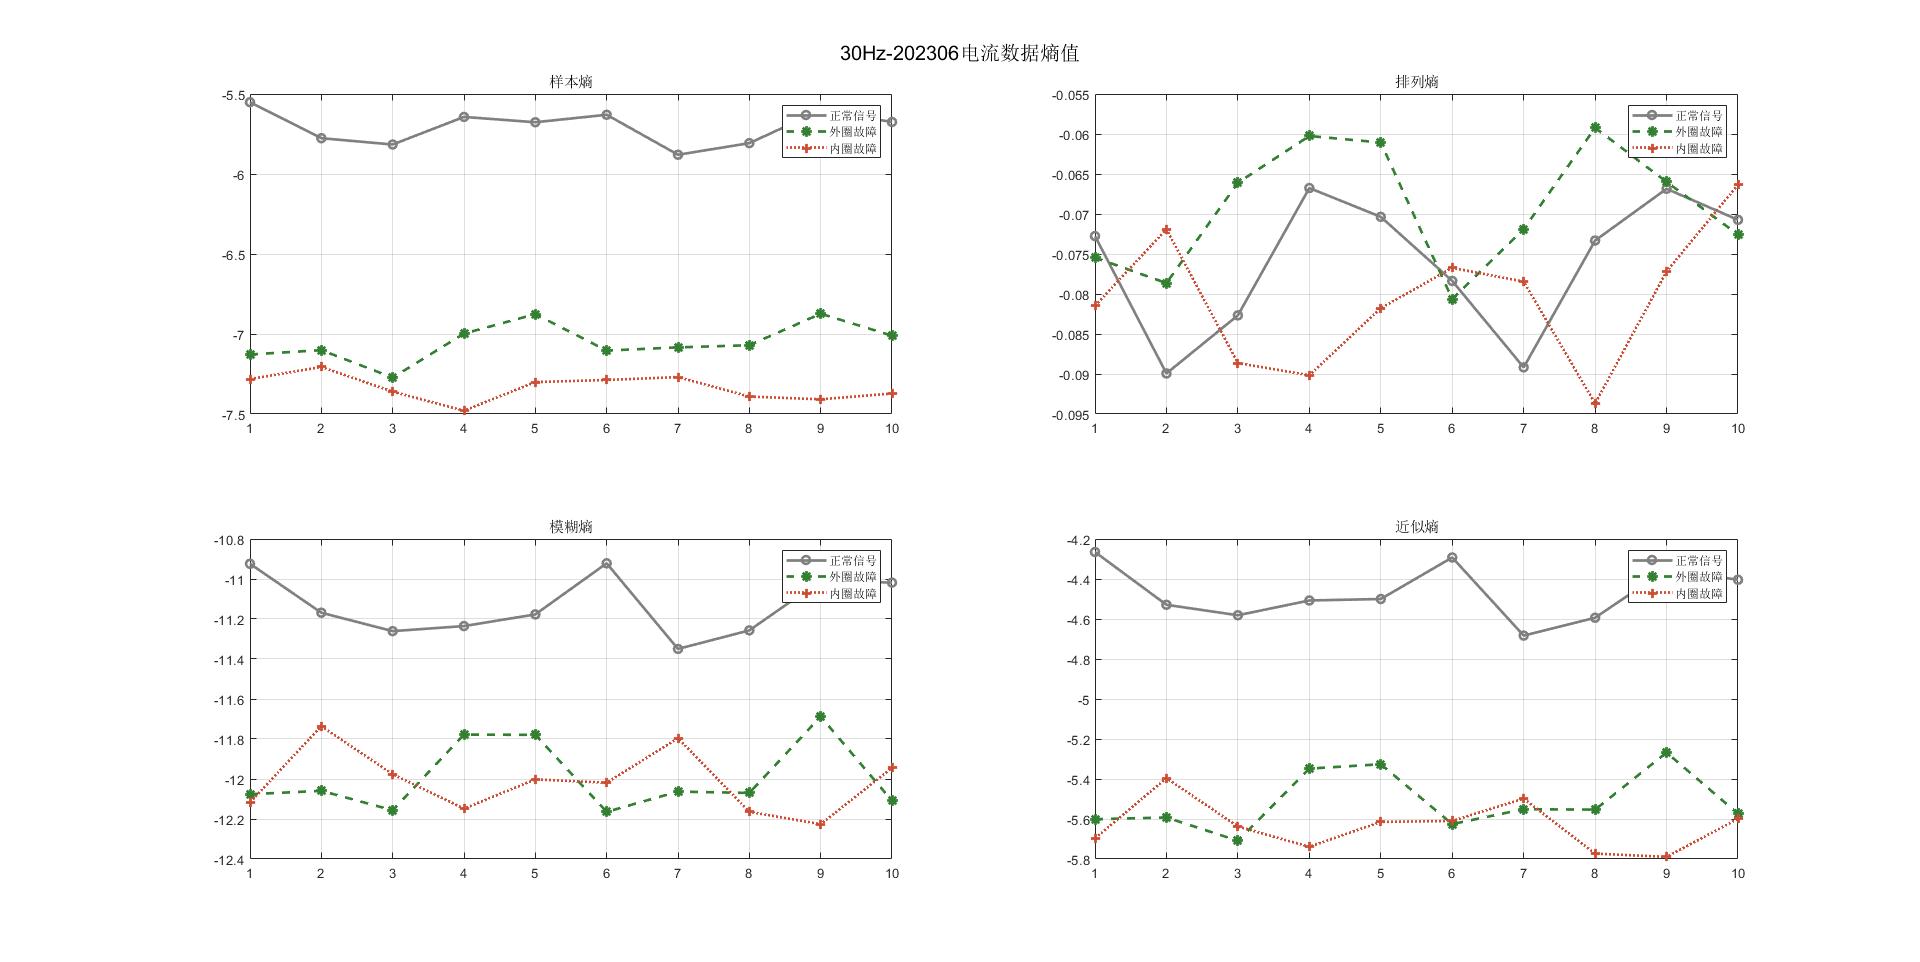 30Hz-202306电流数据熵值
样本熵
-5.5
-6
-6.5
-7
-7.5
1 2 3 4 5 6 7 8 9 10
正常信号
外圈故障
内圈故障
排列熵
-0.055
-0.06
-0.065
-0.07
-0.075
-0.08
-0.085
-0.09
-0.095
1 2 3 4 5 6 7 8 9 10
正常信号
外圈故障
内圈故障
模糊熵
-10.8
-11
-11.2
-11.4
-11.6
-11.8
-12
-12.2
-12.4
1 2 3 4 5 6 7 8 9 10
正常信号
外圈故障
内圈故障
近似熵
-4.2
-4.4
-4.6
-4.8
-5
-5.2
-5.4
-5.6
-5.8
1 2 3 4 5 6 7 8 9 10
正常信号
外圈故障
内圈故障